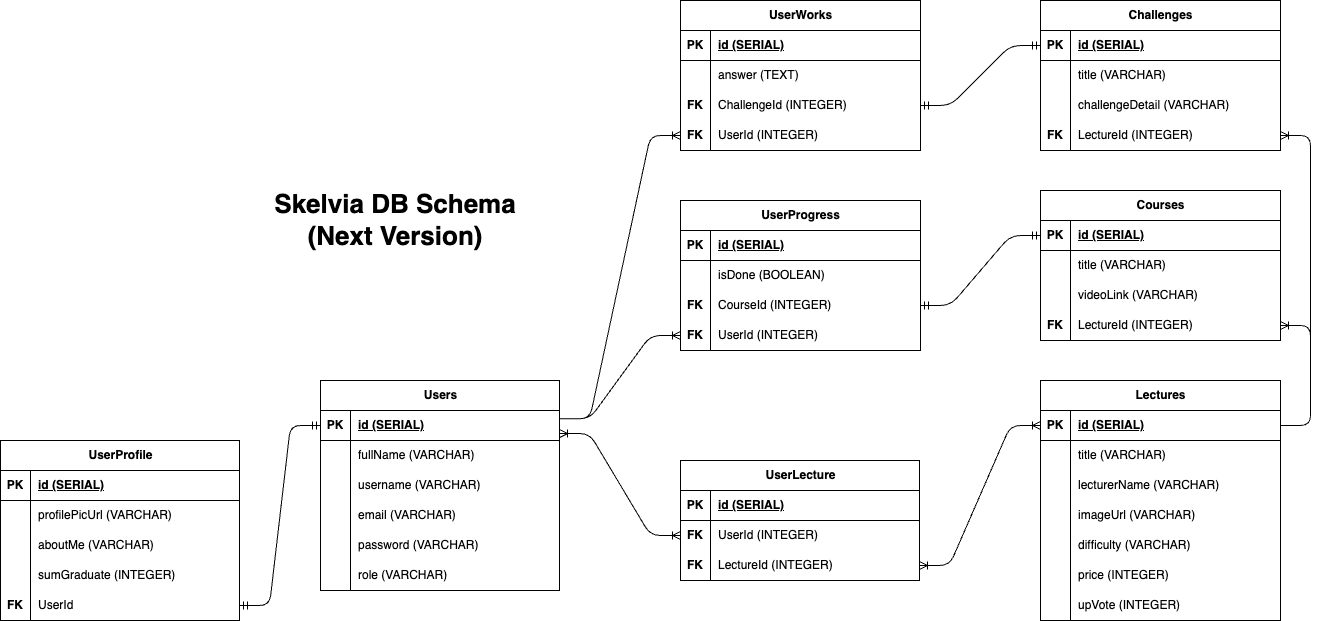 Skelvia DB Schema
(Next Version)
UserWorks
PK id (SERIAL)
answer (TEXT)
FK ChallengeId (INTEGER)
FK UserId (INTEGER)
Challenges
PK id (SERIAL)
title (VARCHAR)
challengeDetail (VARCHAR)
FK LectureId (INTEGER)
UserProgress
PK id (SERIAL)
isDone (BOOLEAN)
FK CourseId (INTEGER)
FK UserId (INTEGER)
Courses
PK id (SERIAL)
title (VARCHAR)
videoLink (VARCHAR)
FK LectureId (INTEGER)
Users
PK id (SERIAL)
fullName (VARCHAR)
username (VARCHAR)
email (VARCHAR)
password (VARCHAR)
role (VARCHAR)
UserProfile
PK id (SERIAL)
profilePicUrl (VARCHAR)
aboutMe (VARCHAR)
sumGraduate (INTEGER)
FK UserId
UserLecture
PK id (SERIAL)
FK UserId (INTEGER)
FK LectureId (INTEGER)
Lectures
PK id (SERIAL)
title (VARCHAR)
lecturerName (VARCHAR)
imageUrl (VARCHAR)
difficulty (VARCHAR)
price (INTEGER)
upVote (INTEGER)